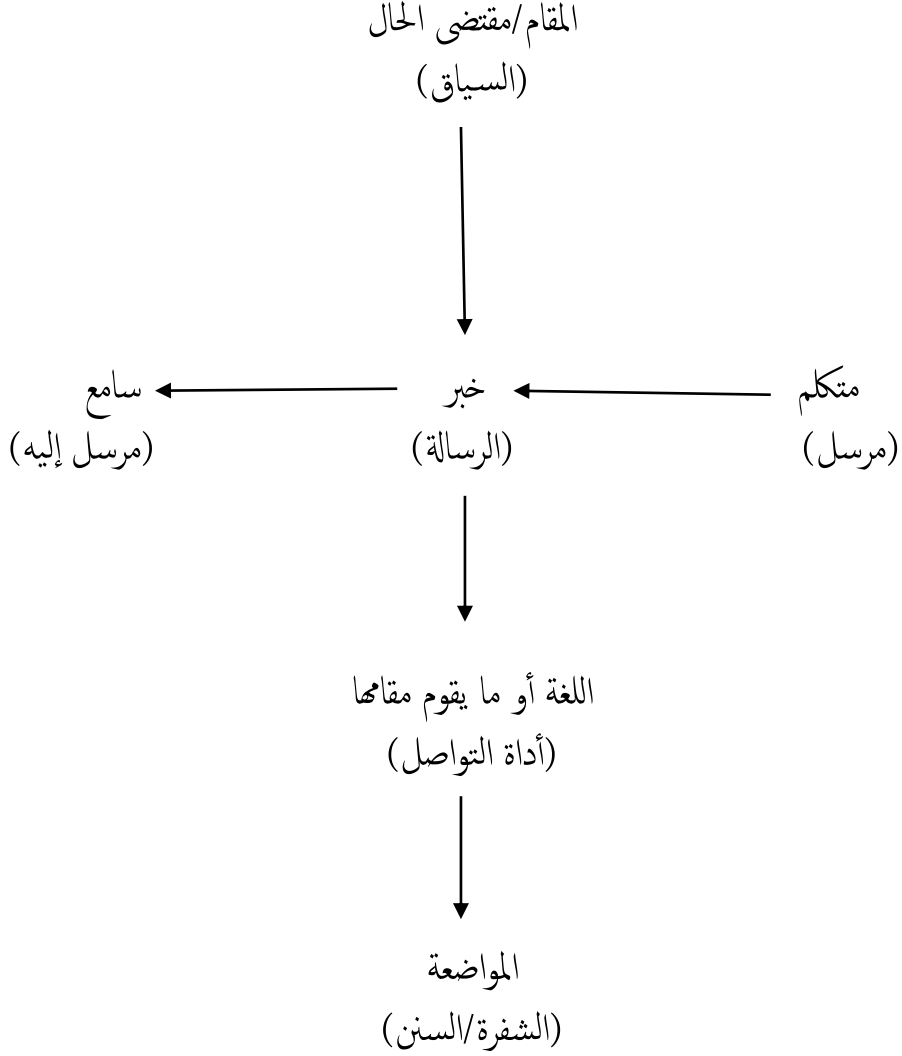 المقام/مقتضى الحال
(السياق)
متكلم
(مرسل)
خبر
(الرسالة)
سامع
(مرسل إليه)
اللغة أو ما يقوم مقامها
(أداة التواصل)
المواضعة
(الشفرة/السنن)